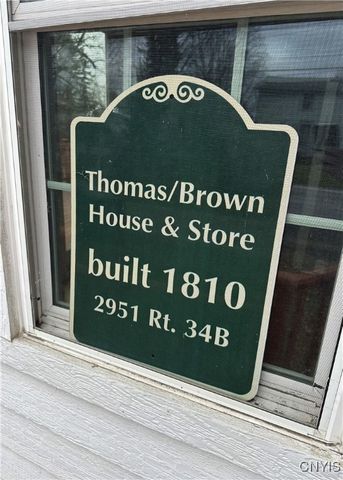 Thomas/Brown
House & Store
built 1810
2951 Rt. 34B
CNYIS